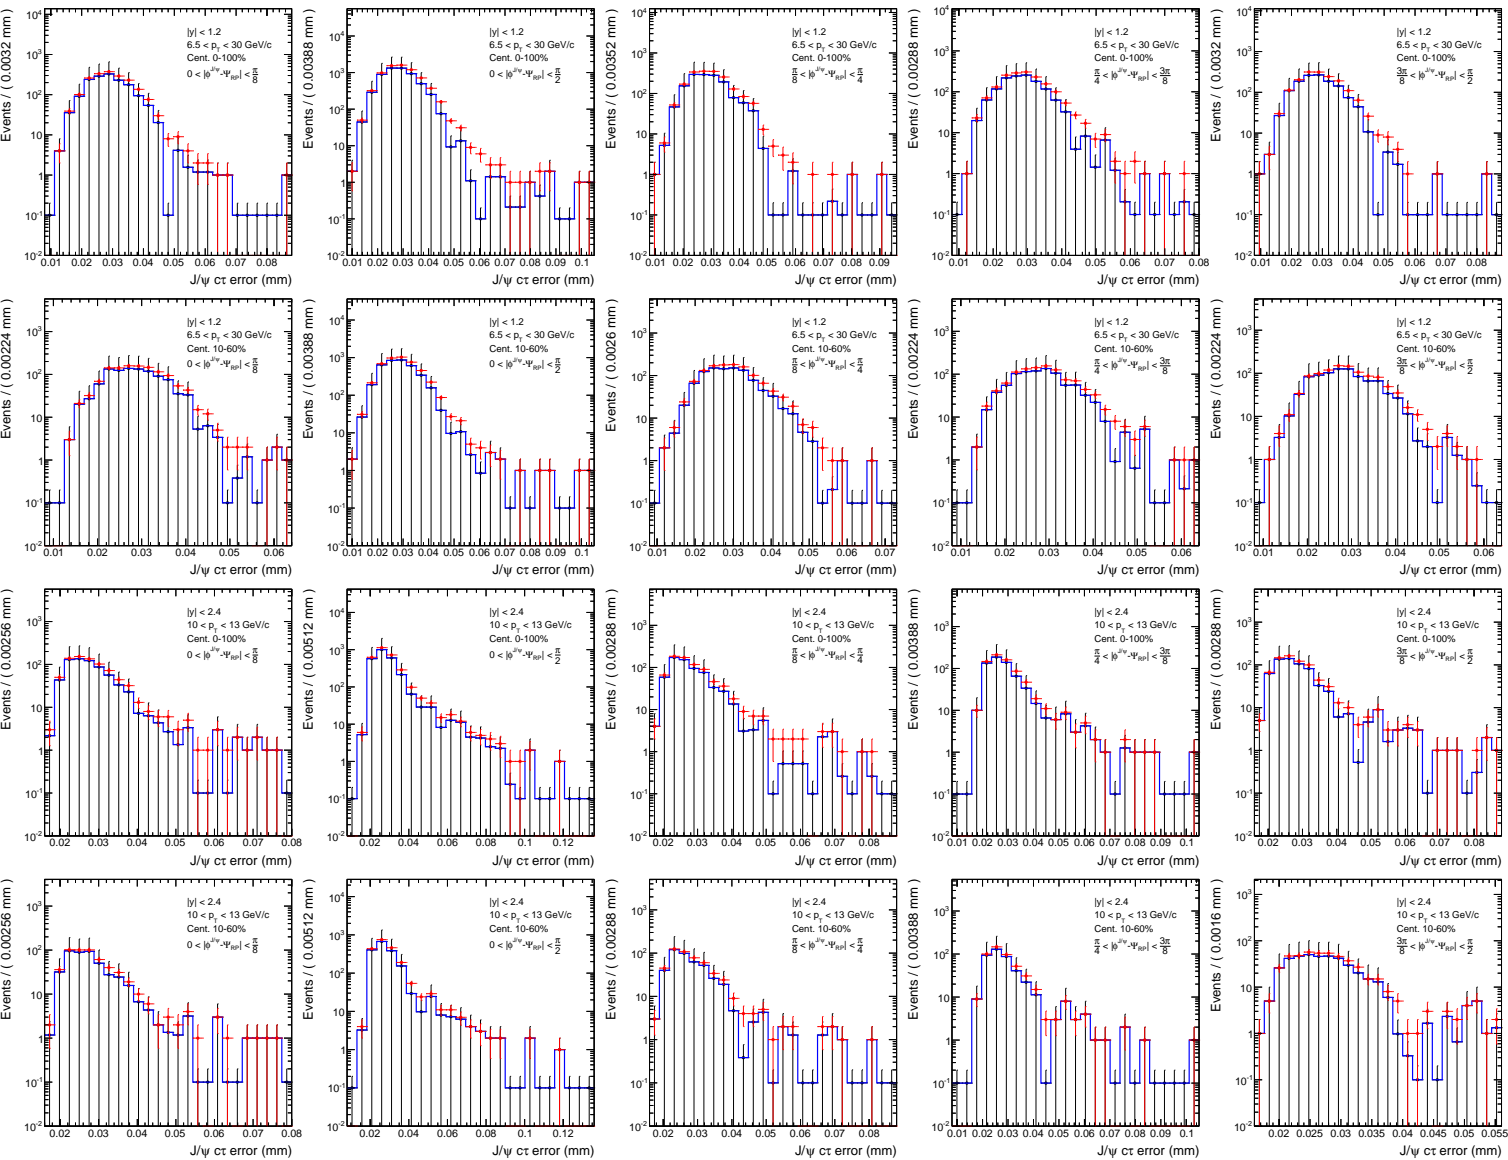 Events / ( 0.0032 mm )
|y| < 1.2
6.5 < p_T < 30 GeV/c
Cent. 0-100%
0 < |ϕ^{J/ψ}-Ψ_{RP}| < π/8
J/ψ cτ error (mm)
Events / ( 0.00388 mm )
|y| < 1.2
6.5 < p_T < 30 GeV/c
Cent. 0-100%
0 < |ϕ^{J/ψ}-Ψ_{RP}| < π/2
J/ψ cτ error (mm)
Events / ( 0.00352 mm )
|y| < 1.2
6.5 < p_T < 30 GeV/c
Cent. 0-100%
π/8 < |ϕ^{J/ψ}-Ψ_{RP}| < π/4
J/ψ cτ error (mm)
Events / ( 0.00288 mm )
|y| < 1.2
6.5 < p_T < 30 GeV/c
Cent. 0-100%
π/4 < |ϕ^{J/ψ}-Ψ_{RP}| < 3π/8
J/ψ cτ error (mm)
Events / ( 0.0032 mm )
|y| < 1.2
6.5 < p_T < 30 GeV/c
Cent. 0-100%
3π/8 < |ϕ^{J/ψ}-Ψ_{RP}| < π/2
J/ψ cτ error (mm)
Events / ( 0.00224 mm )
|y| < 1.2
6.5 < p_T < 30 GeV/c
Cent. 10-60%
0 < |ϕ^{J/ψ}-Ψ_{RP}| < π/8
J/ψ cτ error (mm)
Events / ( 0.00388 mm )
|y| < 1.2
6.5 < p_T < 30 GeV/c
Cent. 10-60%
0 < |ϕ^{J/ψ}-Ψ_{RP}| < π/2
J/ψ cτ error (mm)
Events / ( 0.0026 mm )
|y| < 1.2
6.5 < p_T < 30 GeV/c
Cent. 10-60%
π/8 < |ϕ^{J/ψ}-Ψ_{RP}| < π/4
J/ψ cτ error (mm)
Events / ( 0.00224 mm )
|y| < 1.2
6.5 < p_T < 30 GeV/c
Cent. 10-60%
π/4 < |ϕ^{J/ψ}-Ψ_{RP}| < 3π/8
J/ψ cτ error (mm)
Events / ( 0.00224 mm )
|y| < 1.2
6.5 < p_T < 30 GeV/c
Cent. 10-60%
3π/8 < |ϕ^{J/ψ}-Ψ_{RP}| < π/2
J/ψ cτ error (mm)
Events / ( 0.00256 mm )
|y| < 2.4
10 < p_T < 13 GeV/c
Cent. 0-100%
0 < |ϕ^{J/ψ}-Ψ_{RP}| < π/8
J/ψ cτ error (mm)
Events / ( 0.00512 mm )
|y| < 2.4
10 < p_T < 13 GeV/c
Cent. 0-100%
0 < |ϕ^{J/ψ}-Ψ_{RP}| < π/2
J/ψ cτ error (mm)
Events / ( 0.00288 mm )
|y| < 2.4
10 < p_T < 13 GeV/c
Cent. 0-100%
π/8 < |ϕ^{J/ψ}-Ψ_{RP}| < π/4
J/ψ cτ error (mm)
Events / ( 0.00388 mm )
|y| < 2.4
10 < p_T < 13 GeV/c
Cent. 0-100%
π/4 < |ϕ^{J/ψ}-Ψ_{RP}| < 3π/8
J/ψ cτ error (mm)
Events / ( 0.00288 mm )
|y| < 2.4
10 < p_T < 13 GeV/c
Cent. 0-100%
3π/8 < |ϕ^{J/ψ}-Ψ_{RP}| < π/2
J/ψ cτ error (mm)
Events / ( 0.00256 mm )
|y| < 2.4
10 < p_T < 13 GeV/c
Cent. 10-60%
0 < |ϕ^{J/ψ}-Ψ_{RP}| < π/8
J/ψ cτ error (mm)
Events / ( 0.00512 mm )
|y| < 2.4
10 < p_T < 13 GeV/c
Cent. 10-60%
0 < |ϕ^{J/ψ}-Ψ_{RP}| < π/2
J/ψ cτ error (mm)
Events / ( 0.00288 mm )
|y| < 2.4
10 < p_T < 13 GeV/c
Cent. 10-60%
π/8 < |ϕ^{J/ψ}-Ψ_{RP}| < π/4
J/ψ cτ error (mm)
Events / ( 0.00388 mm )
|y| < 2.4
10 < p_T < 13 GeV/c
Cent. 10-60%
π/4 < |ϕ^{J/ψ}-Ψ_{RP}| < 3π/8
J/ψ cτ error (mm)
Events / ( 0.0016 mm )
|y| < 2.4
10 < p_T < 13 GeV/c
Cent. 10-60%
3π/8 < |ϕ^{J/ψ}-Ψ_{RP}| < π/2
J/ψ cτ error (mm)